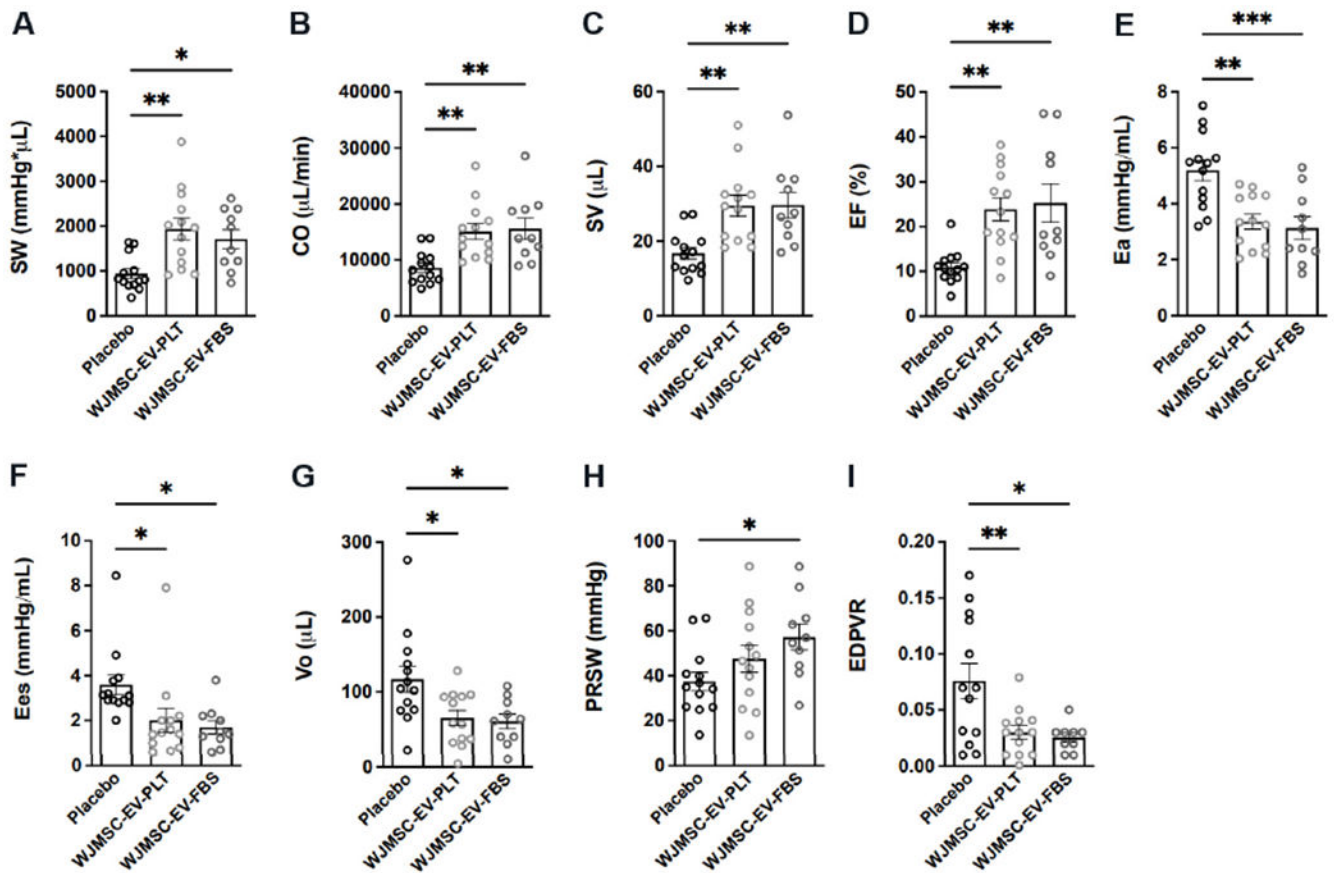 A
B
C
D
E
*
**
SW (mmHg*μL)
5000
4000
3000
2000
1000
0
Placebo
WJMSC-EV-PLT
WJMSC-EV-FBS
**
**
CO (μL/min)
40000
30000
20000
10000
0
Placebo
WJMSC-EV-PLT
WJMSC-EV-FBS
**
**
SV (μL)
60
40
20
0
Placebo
WJMSC-EV-PLT
WJMSC-EV-FBS
**
**
EF (%)
50
40
30
20
10
0
Placebo
WJMSC-EV-PLT
WJMSC-EV-FBS
***
**
Ea (mmHg/mL)
8
6
4
2
0
Placebo
WJMSC-EV-PLT
WJMSC-EV-FBS
F
G
H
I
*
*
Ees (mmHg/mL)
10
8
6
4
2
0
Placebo
WJMSC-EV-PLT
WJMSC-EV-FBS
*
*
Vo (μL)
300
200
100
0
Placebo
WJMSC-EV-PLT
WJMSC-EV-FBS
*
PRSW (mmHg)
100
80
60
40
20
0
Placebo
WJMSC-EV-PLT
WJMSC-EV-FBS
*
**
EDPVR
0.20
0.15
0.10
0.05
0.00
Placebo
WJMSC-EV-PLT
WJMSC-EV-FBS